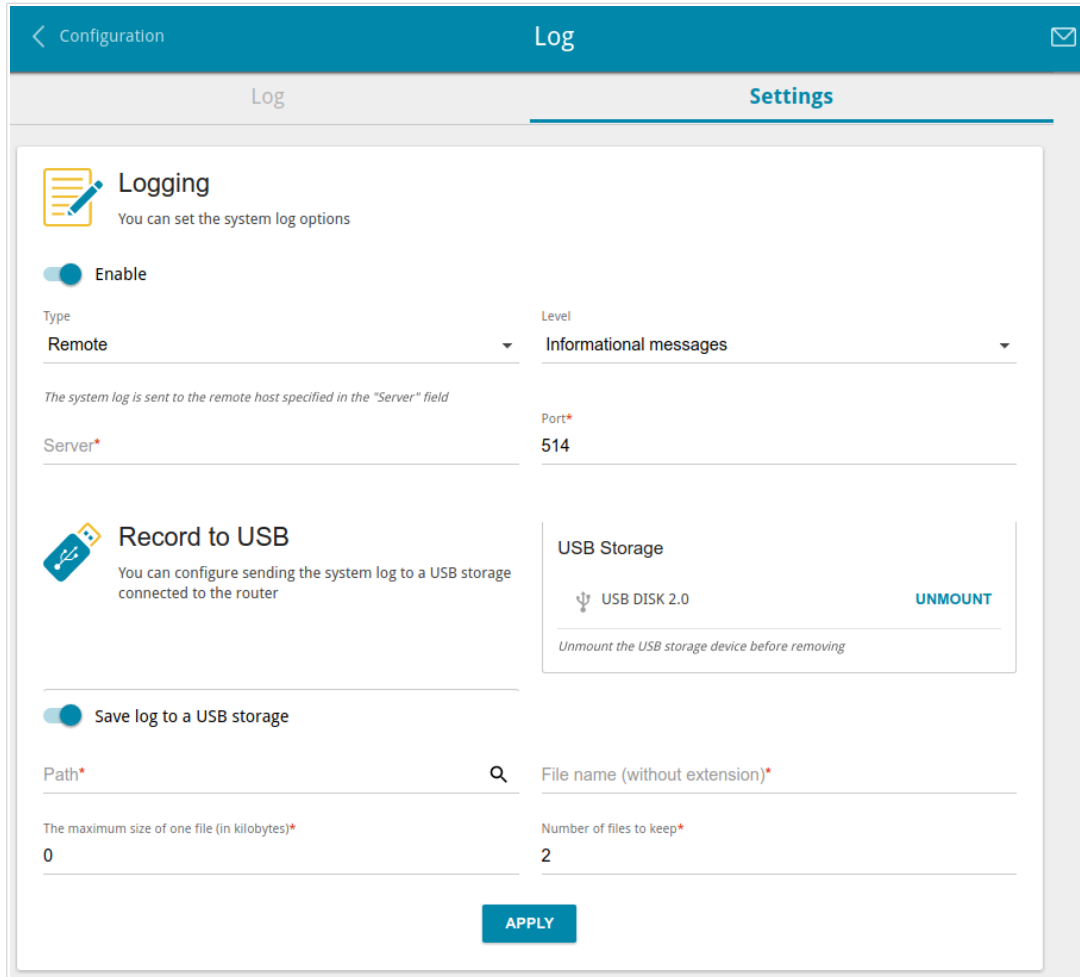 Configuration
Log
Log
Settings
Logging
You can set the system log options
Enable
Type
Remote
Level
Informational messages
The system log is sent to the remote host specified in the "Server" field
Server*
Port*
514
Record to USB
You can configure sending the system log to a USB storage
connected to the router
USB Storage
USB DISK 2.0
UNMOUNT
Unmount the USB storage device before removing
Save log to a USB storage
Path*
File name (without extension)*
The maximum size of one file (in kilobytes)*
0
Number of files to keep*
2
APPLY